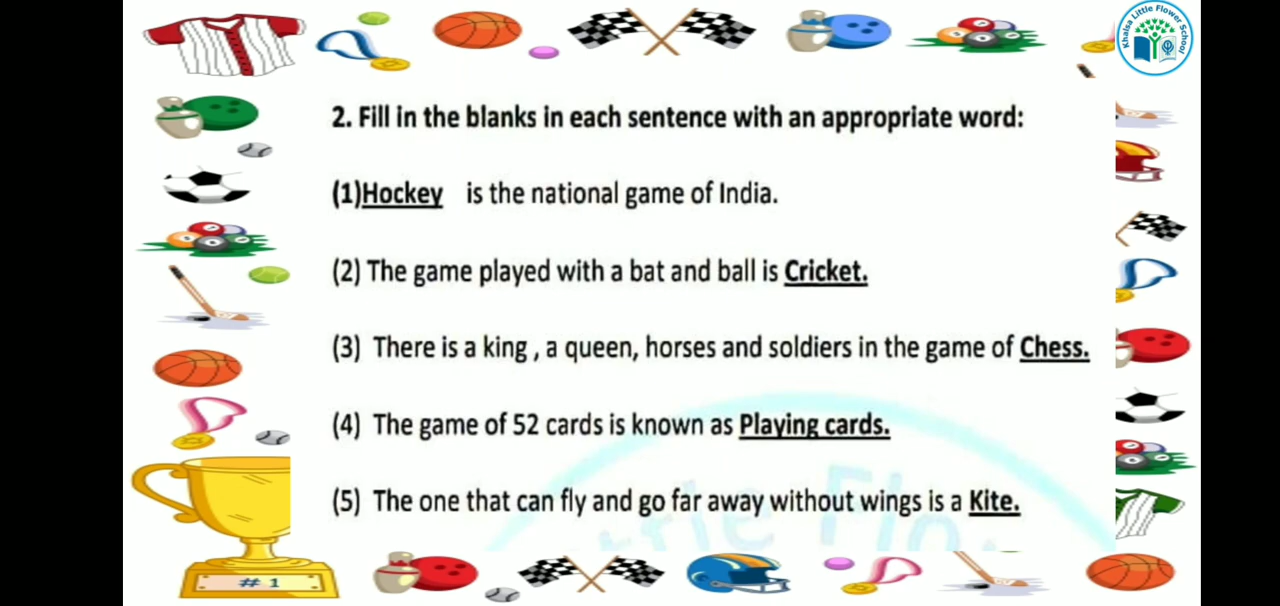 Khalsa Little Flower School
2. Fill in the blanks in each sentence with an appropriate word:
(1)Hockey is the national game of India.
(2) The game played with a bat and ball is Cricket.
(3) There is a king , a queen, horses and soldiers in the game of Chess.
(4) The game of 52 cards is known as Playing cards.
(5) The one that can fly and go far away without wings is a Kite.
# 1